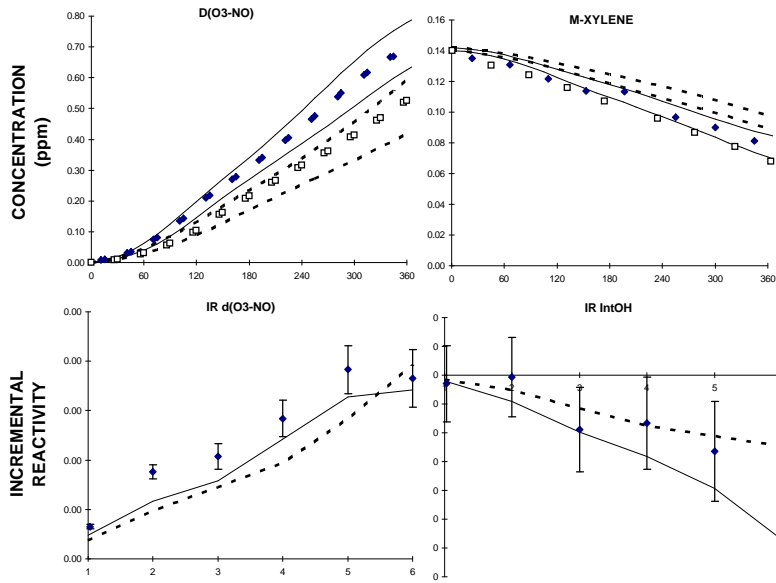 D(O3-NO)
0.80
0.70
0.60
0.50
0.40
0.30
0.20
0.10
0.00
0 60 120 180 240 300 360
CONCENTRATION
(ppm)
M-XYLENE
0.16
0.14
0.12
0.10
0.08
0.06
0.04
0.02
0.00
0 60 120 180 240 300 360
IR d(O3-NO)
0.00
0.00
0.00
0.00
0.00
0.00
1 2 3 4 5 6
INCREMENTAL
REACTIVITY
IR IntOH
0
0
0
0
0
0
0
0
0
0
1 2 3 4 5